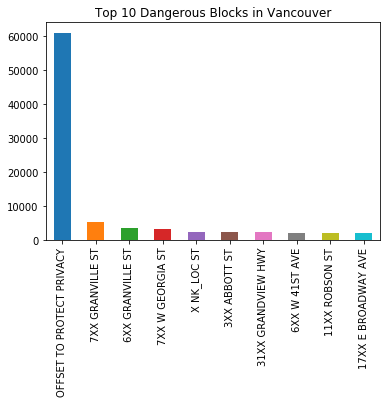 Top 10 Dangerous Blocks in Vancouver
60000
50000
40000
30000
20000
10000
0
OFFSET TO PROTECT PRIVACY
7XX GRANVILLE ST
6XX GRANVILLE ST
7XX W GEORGIA ST
X NK_LOC ST
3XX ABBOTT ST
31XX GRANDVIEW HWY
6XX W 41ST AVE
11XX ROBSON ST
17XX E BROADWAY AVE